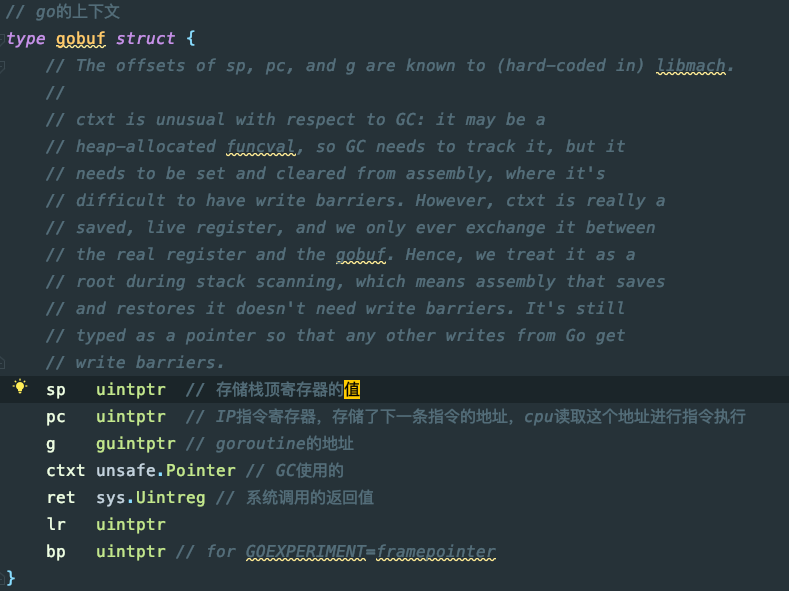 // go的上下文
type gobuf struct {
// The offsets of sp, pc, and g are known to (hard-coded in) libmach.
//
// ctxt is unusual with respect to GC: it may be a
// heap-allocated funcval, so GC needs to track it, but it
// needs to be set and cleared from assembly, where it's
// difficult to have write barriers. However, ctxt is really a
// saved, live register, and we only ever exchange it between
// the real register and the gobuf. Hence, we treat it as a
// root during stack scanning, which means assembly that saves
// and restores it doesn't need write barriers. It's still
// typed as a pointer so that any other writes from Go get
// write barriers.
sp   uintptr  // 存储栈顶寄存器的值
pc   uintptr  // IP指令寄存器，存储了下一条指令的地址，cpu读取这个地址进行指令执行
g    guintptr // goroutine的地址
ctxt unsafe.Pointer // GC使用的
ret  sys.Uintreg // 系统调用的返回值
lr   uintptr
bp   uintptr // for GOEXPERIMENT=framepointer
}